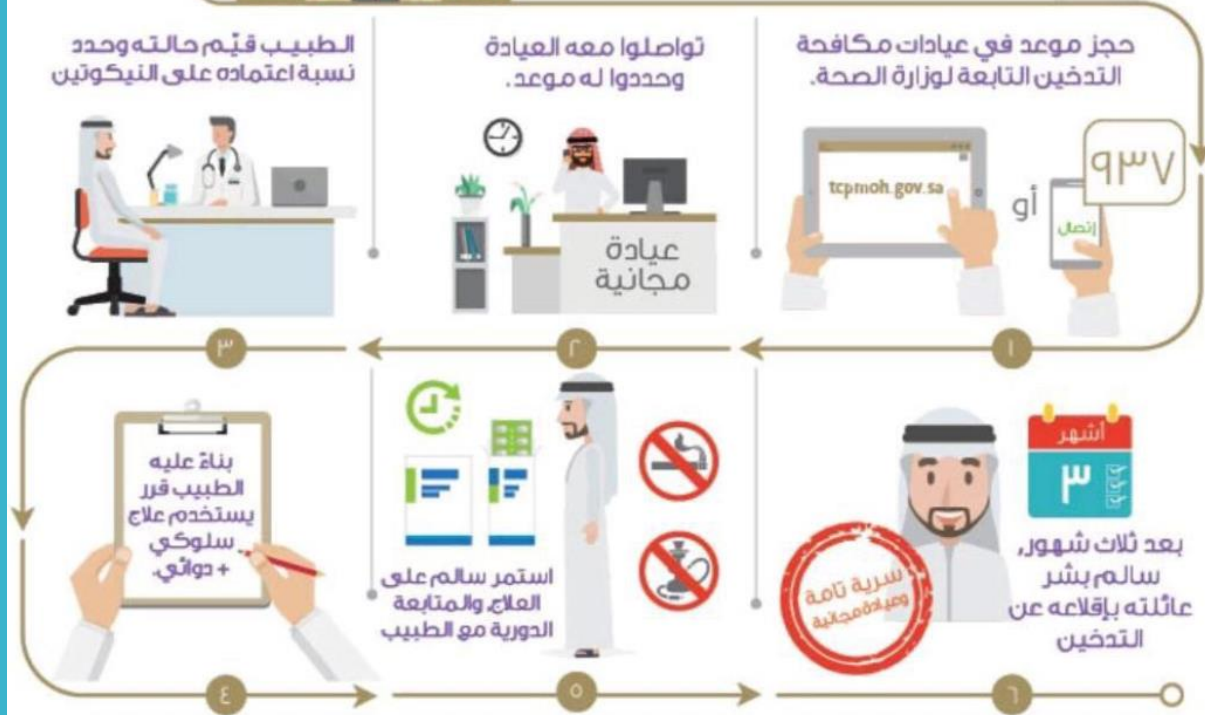 حجز موعد في عيادات مكافحة
التدخين التابعة لوزارة الصحة.
tcpmoh.gov.sa
أو
٩٣٧
إتصال
١
تواصلوا معه العيادة
وحددوا له موعد.
عيادة
مجانية
٢
الطبيب قيّم حالته وحدد
نسبة اعتماده على النيكوتين
٣
بناءً عليه
الطبيب قرر
يستخدم علاج
سلوكي
+ دوائي.
٤
استمر سالم على
العلاج والمتابعة
الدورية مع الطبيب
٥
أشهر
٣
بعد ثلاث شهور,
سالم بشر
عائلته بإقلاعه عن
التدخين
سرية تامة
وعيادة مجانية
٦